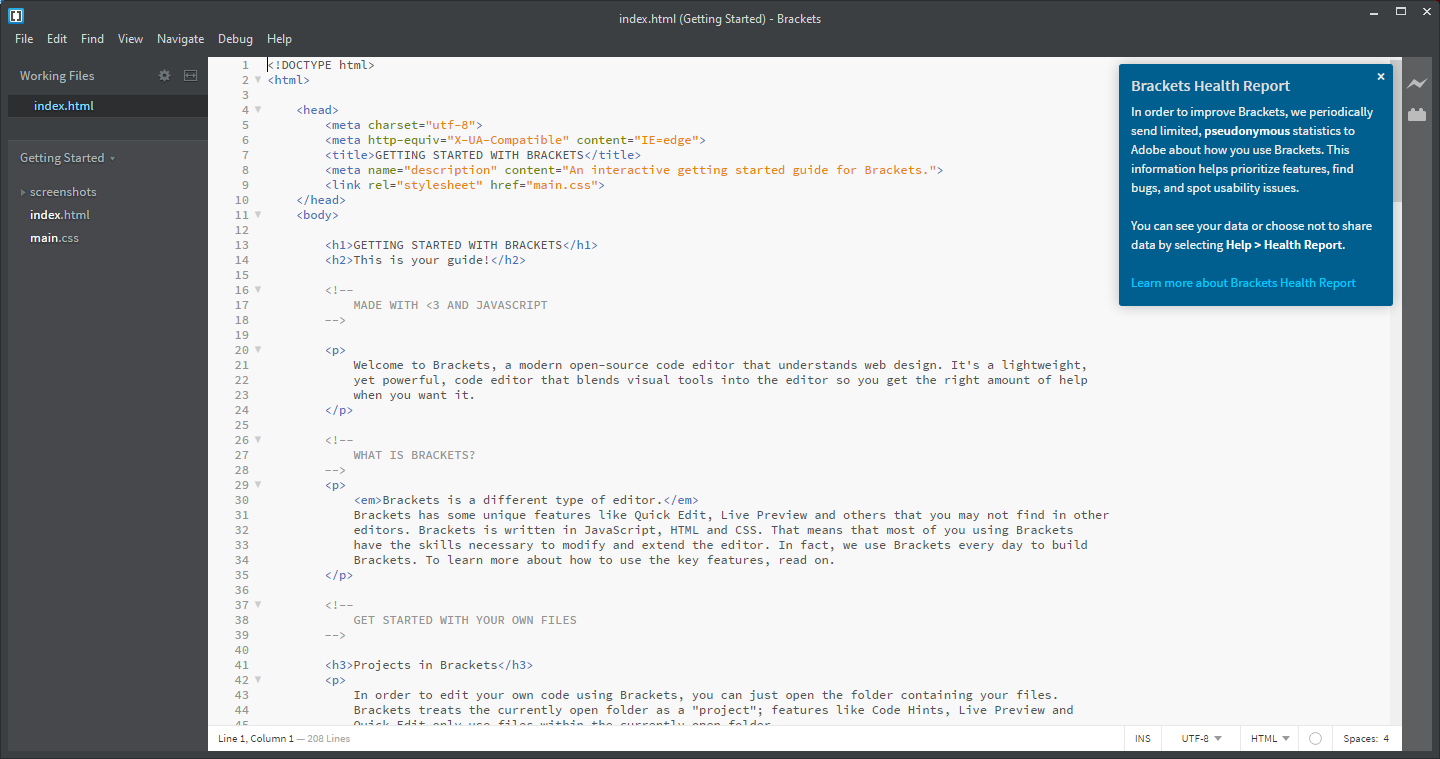 index.html (Getting Started) - Brackets
File Edit Find View Navigate Debug Help
Working Files
index.html
Getting Started
screenshots
index.html
main.css
1 <!DOCTYPE html>
2 <html>
3
4 <head>
5 <meta charset="utf-8">
6 <meta http-equiv="X-UA-Compatible" content="IE=edge">
7 <title>GETTING STARTED WITH BRACKETS</title>
8 <meta name="description" content="An interactive getting started guide for Brackets.">
9 <link rel="stylesheet" href="main.css">
10 </head>
11 <body>
12
13 <h1>GETTING STARTED WITH BRACKETS</h1>
14 <h2>This is your guide!</h2>
15
16 <!--
17 MADE WITH <3 AND JAVASCRIPT
18 -->
19
20 <p>
21 Welcome to Brackets, a modern open-source code editor that understands web design. It's a lightweight,
22 yet powerful, code editor that blends visual tools into the editor so you get the right amount of help
23 when you want it.
24 </p>
25
26 <!--
27 WHAT IS BRACKETS?
28 -->
29 <p>
30 <em>Brackets is a different type of editor.</em>
31 Brackets has some unique features like Quick Edit, Live Preview and others that you may not find in other
32 editors. Brackets is written in JavaScript, HTML and CSS. That means that most of you using Brackets
33 have the skills necessary to modify and extend the editor. In fact, we use Brackets every day to build
34 Brackets. To learn more about how to use the key features, read on.
35 </p>
36
37 <!--
38 GET STARTED WITH YOUR OWN FILES
39 -->
40
41 <h3>Projects in Brackets</h3>
42 <p>
43 In order to edit your own code using Brackets, you can just open the folder containing your files.
44 Brackets treats the currently open folder as a "project"; features like Code Hints, Live Preview and
45 Quick Edit only use files within the currently open folder.
Brackets Health Report
In order to improve Brackets, we periodically
send limited, pseudonymous statistics to
Adobe about how you use Brackets. This
information helps prioritize features, find
bugs, and spot usability issues.
You can see your data or choose not to share
data by selecting Help > Health Report.
Learn more about Brackets Health Report
Line 1, Column 1 — 208 Lines
INS UTF-8 HTML Spaces: 4